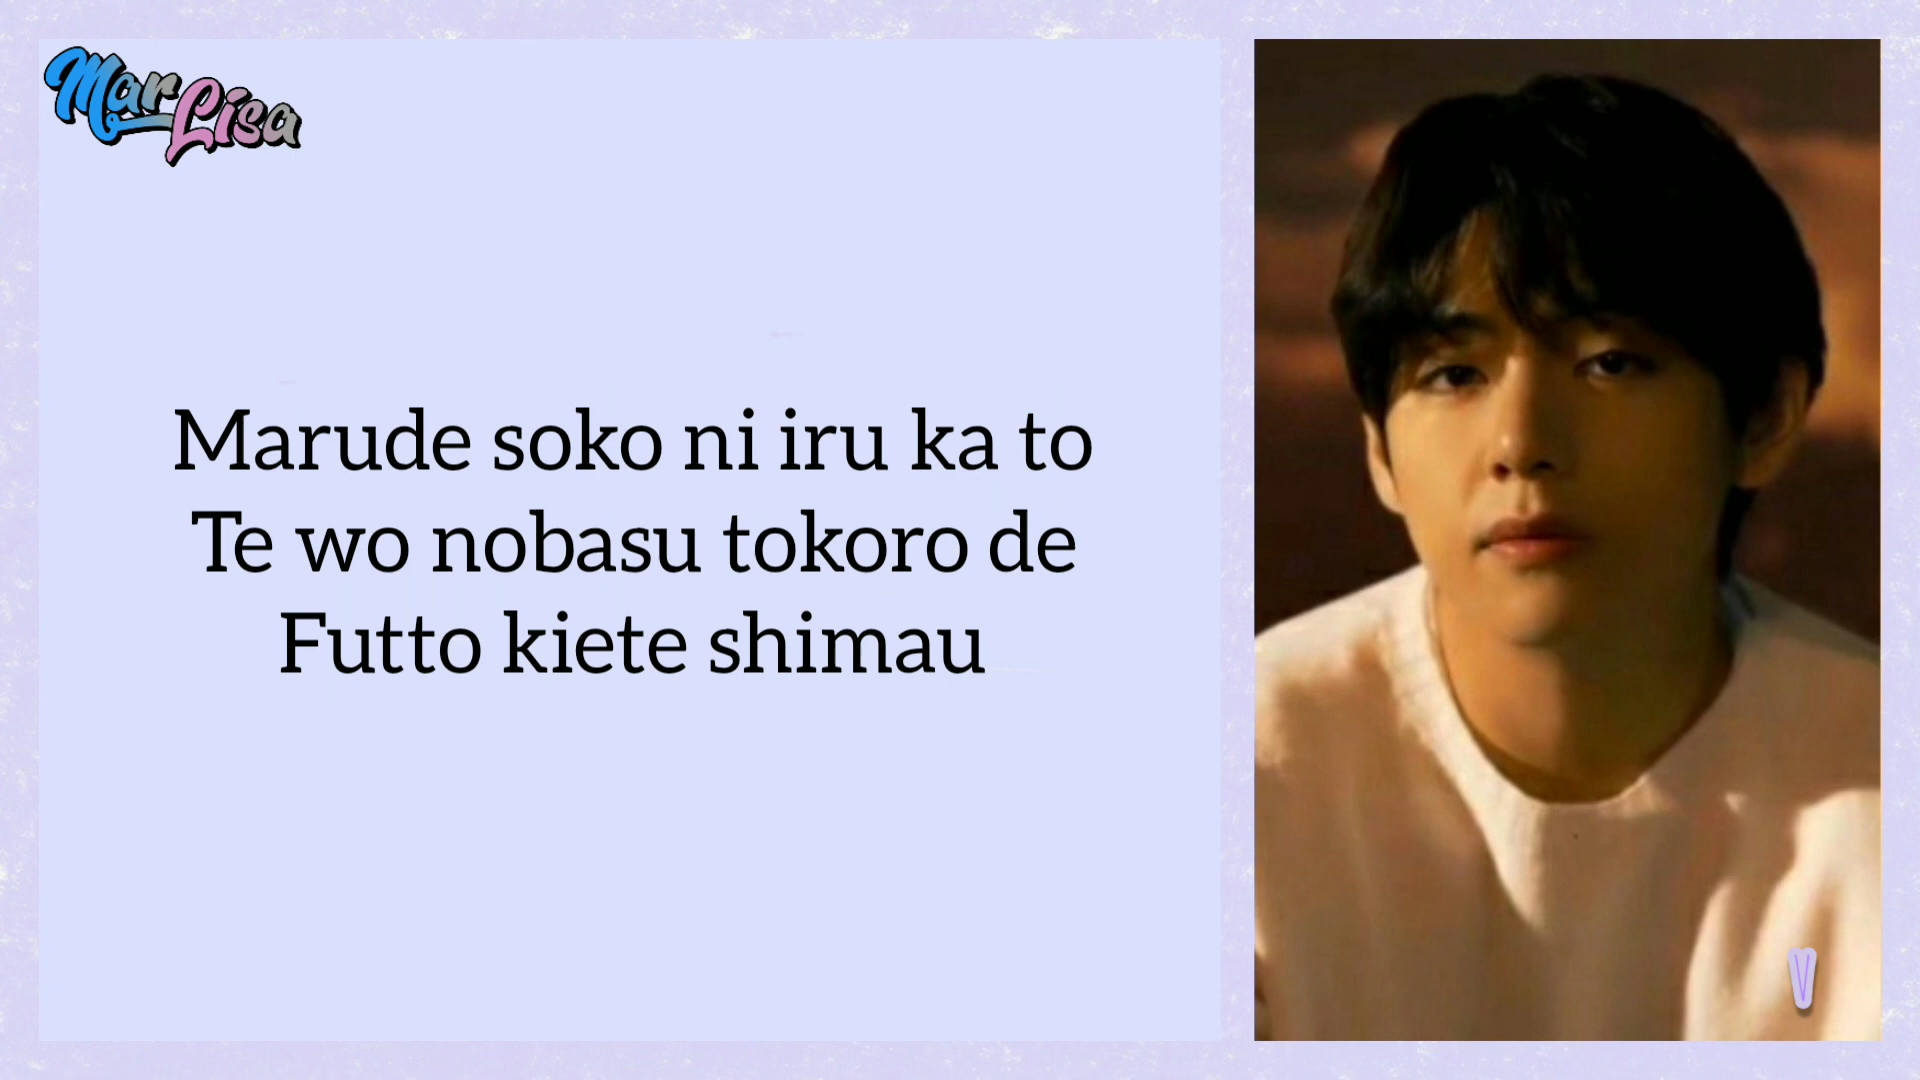 MarLisa
Marude soko ni iru ka to
Te wo nobasu tokoro de
Futto kiete shimau
V